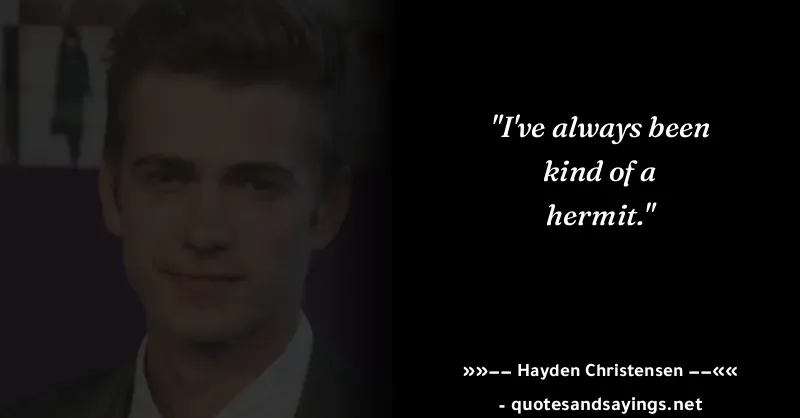 "I've always been
kind of a
hermit."
»»—— Hayden Christensen ——««
- quotesandsayings.net